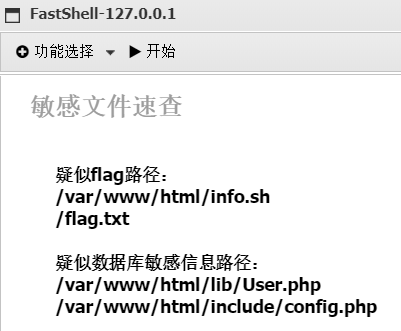 FastShell-127.0.0.1
功能选择 开始
敏感文件速查
疑似flag路径：
/var/www/html/info.sh
/flag.txt
疑似数据库敏感信息路径：
/var/www/html/lib/User.php
/var/www/html/include/config.php